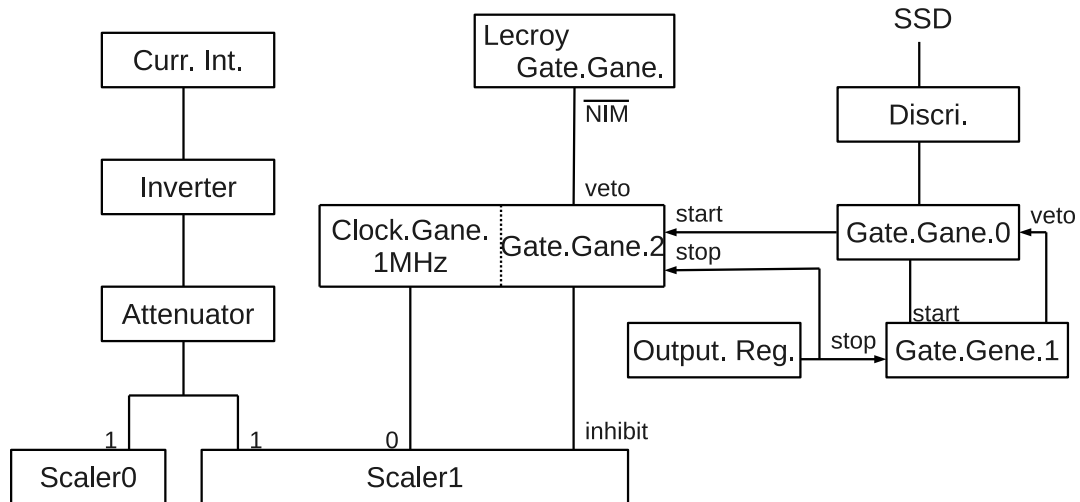 SSD
Lecroy
Gate.Gane.
Curr. Int.
Discri.
NIM
Inverter
veto
start
Gate.Gane.0
veto
Clock.Gane.
1MHz
Gate.Gane.2
stop
Attenuator
start
Output. Reg.
stop
Gate.Gene.1
1
1
0
inhibit
Scaler0
Scaler1